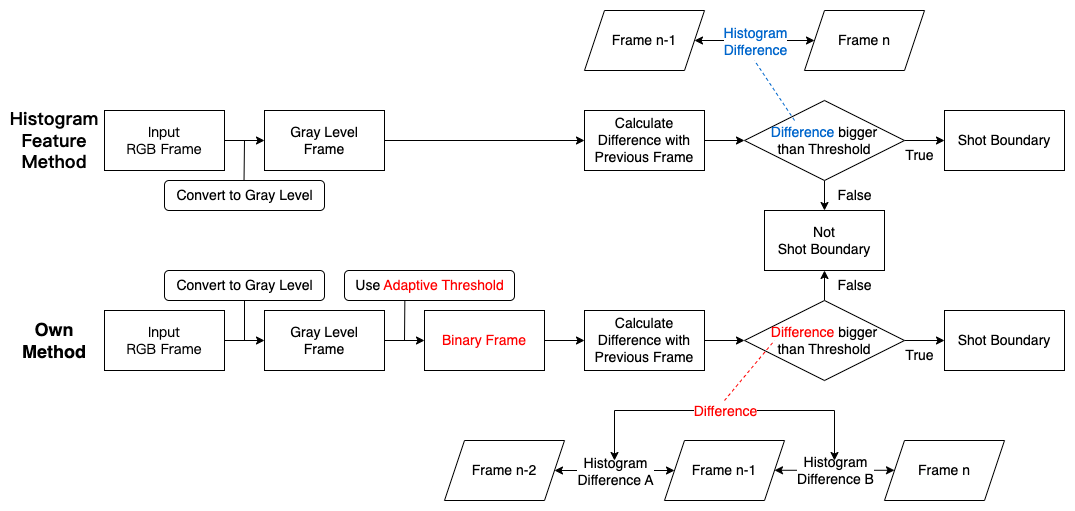 Frame n-1
Histogram
Difference
Frame n
Histogram
Feature
Method
Input
RGB Frame
Gray Level
Frame
Calculate
Difference with
Previous Frame
Difference bigger
than Threshold
True
Shot Boundary
Convert to Gray Level
False
Not
Shot Boundary
Convert to Gray Level
Use Adaptive Threshold
False
Own
Method
Input
RGB Frame
Gray Level
Frame
Binary Frame
Calculate
Difference with
Previous Frame
Difference bigger
than Threshold
True
Shot Boundary
Difference
Frame n-2
Histogram
Difference A
Frame n-1
Histogram
Difference B
Frame n